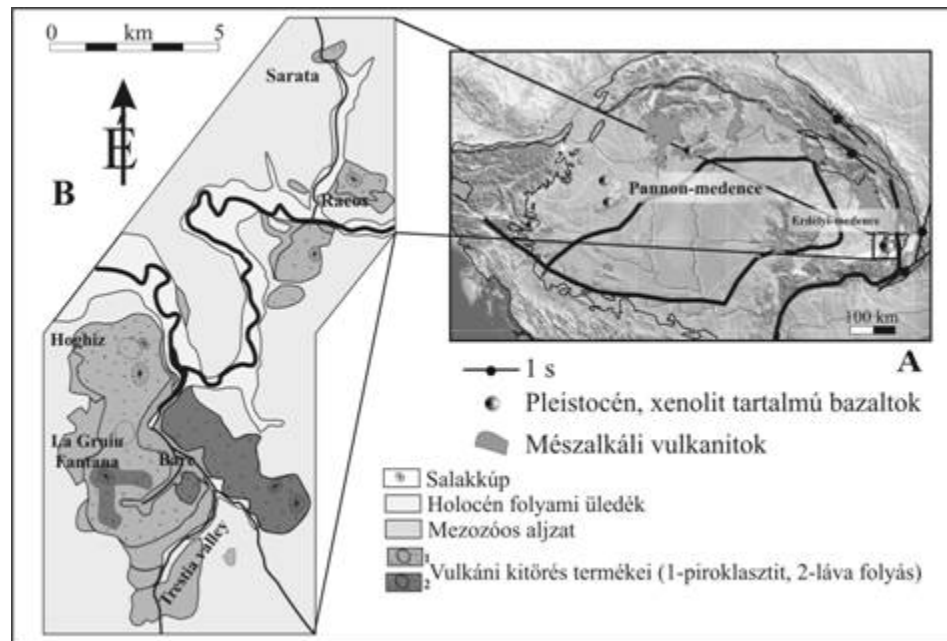 0 km 5
Sarata
É
B
Racos
Hoghiz
La Gruiu
Fantana
Barc
Trestia valley
Pannon-medence
Erdélyi-medence
100 km
A
1 s
Pleistocén, xenolit tartalmú bazaltok
Mészalkáli vulkanitok
Salakkúp
Holocén folyami üledék
Mezozóos aljzat
1
Vulkáni kitörés termékei (1-piroklasztit, 2-láva folyás)
2